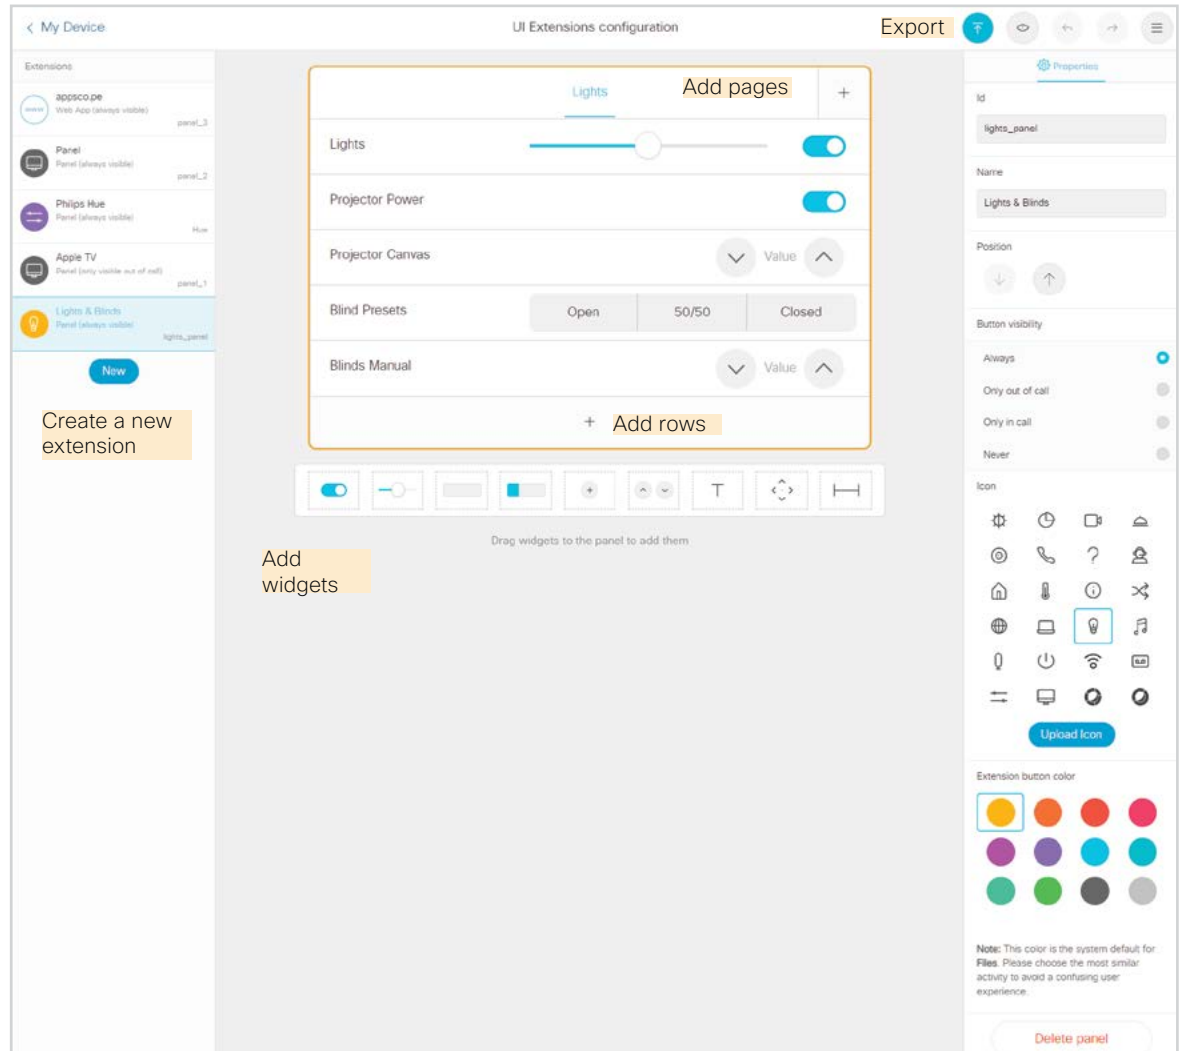 My Device
UI Extensions configuration
Export
Extensions
appsco.pe
Web App (always visible)
panel_3
Panel
Panel (always visible)
panel_2
Philips Hue
Panel (always visible)
Hue
Apple TV
Panel (only visible out of call)
panel_1
Lights & Blinds
Panel (always visible)
lights_panel
New
Create a new
extension
Lights
Add pages
Lights
Projector Power
Projector Canvas
Value
Blind Presets
Open
50/50
Closed
Blinds Manual
Value
Add rows
Drag widgets to the panel to add them
Add
widgets
Properties
Id
lights_panel
Name
Lights & Blinds
Position
Button visibility
Always
Only out of call
Only in call
Never
Icon
Upload Icon
Extension button color
Note: This color is the system default for
Files. Please choose the most similar
activity to avoid a confusing user
experience.
Delete panel